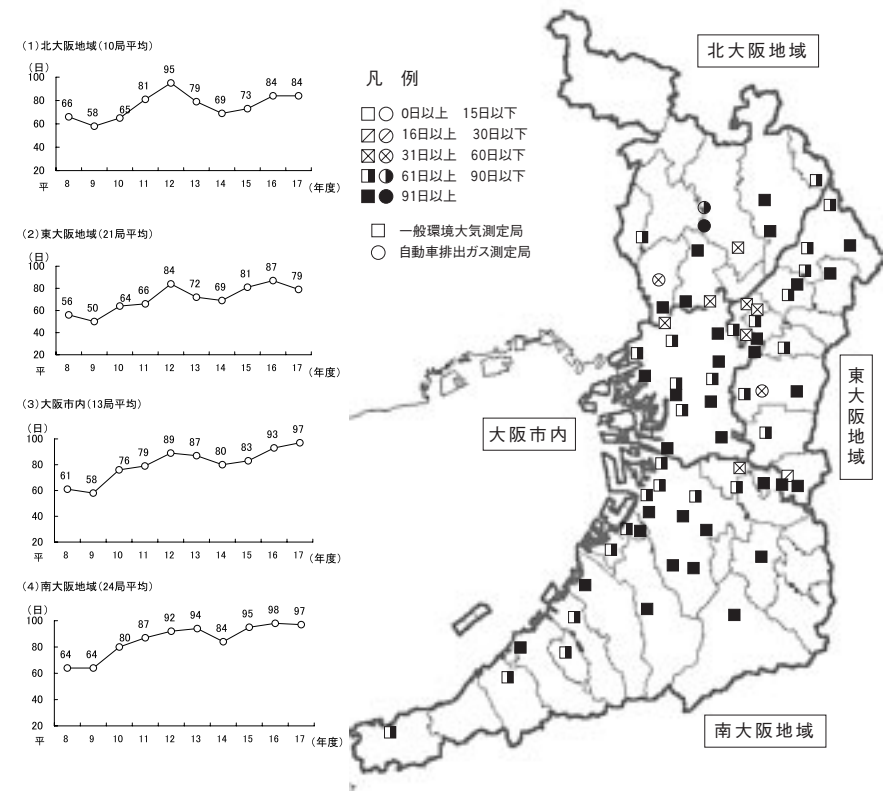 (1)北大阪地域(10局平均)
(日)
100
80
60
40
20
66 58 65 81 95 79 69 73 84 84
平 8 9 10 11 12 13 14 15 16 17 (年度)
(2)東大阪地域(21局平均)
(日)
100
80
60
40
20
56 50 64 66 84 72 69 81 87 79
平 8 9 10 11 12 13 14 15 16 17 (年度)
(3)大阪市内(13局平均)
(日)
100
80
60
40
20
61 58 76 79 89 87 80 83 93 97
平 8 9 10 11 12 13 14 15 16 17 (年度)
(4)南大阪地域(24局平均)
(日)
100
80
60
40
20
64 64 80 87 92 94 84 95 98 97
平 8 9 10 11 12 13 14 15 16 17 (年度)
凡 例
0日以上 15日以下
16日以上 30日以下
31日以上 60日以下
61日以上 90日以下
91日以上
一般環境大気測定局
自動車排出ガス測定局
北大阪地域
東大阪地域
大阪市内
南大阪地域